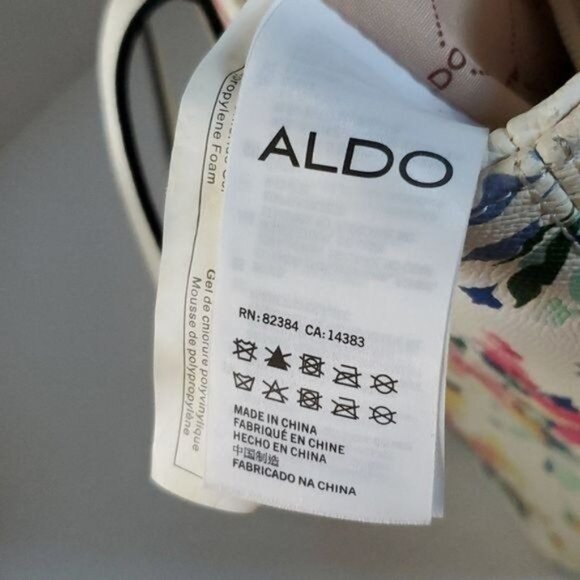 ALDO
RN: 82384 CA: 14383
MADE IN CHINA
FABRIQUÉ EN CHINE
HECHO EN CHINA
中国制造
FABRICADO NA CHINA
Foam
Gel de chlorure polyvinylique
Mousse de polypropylène